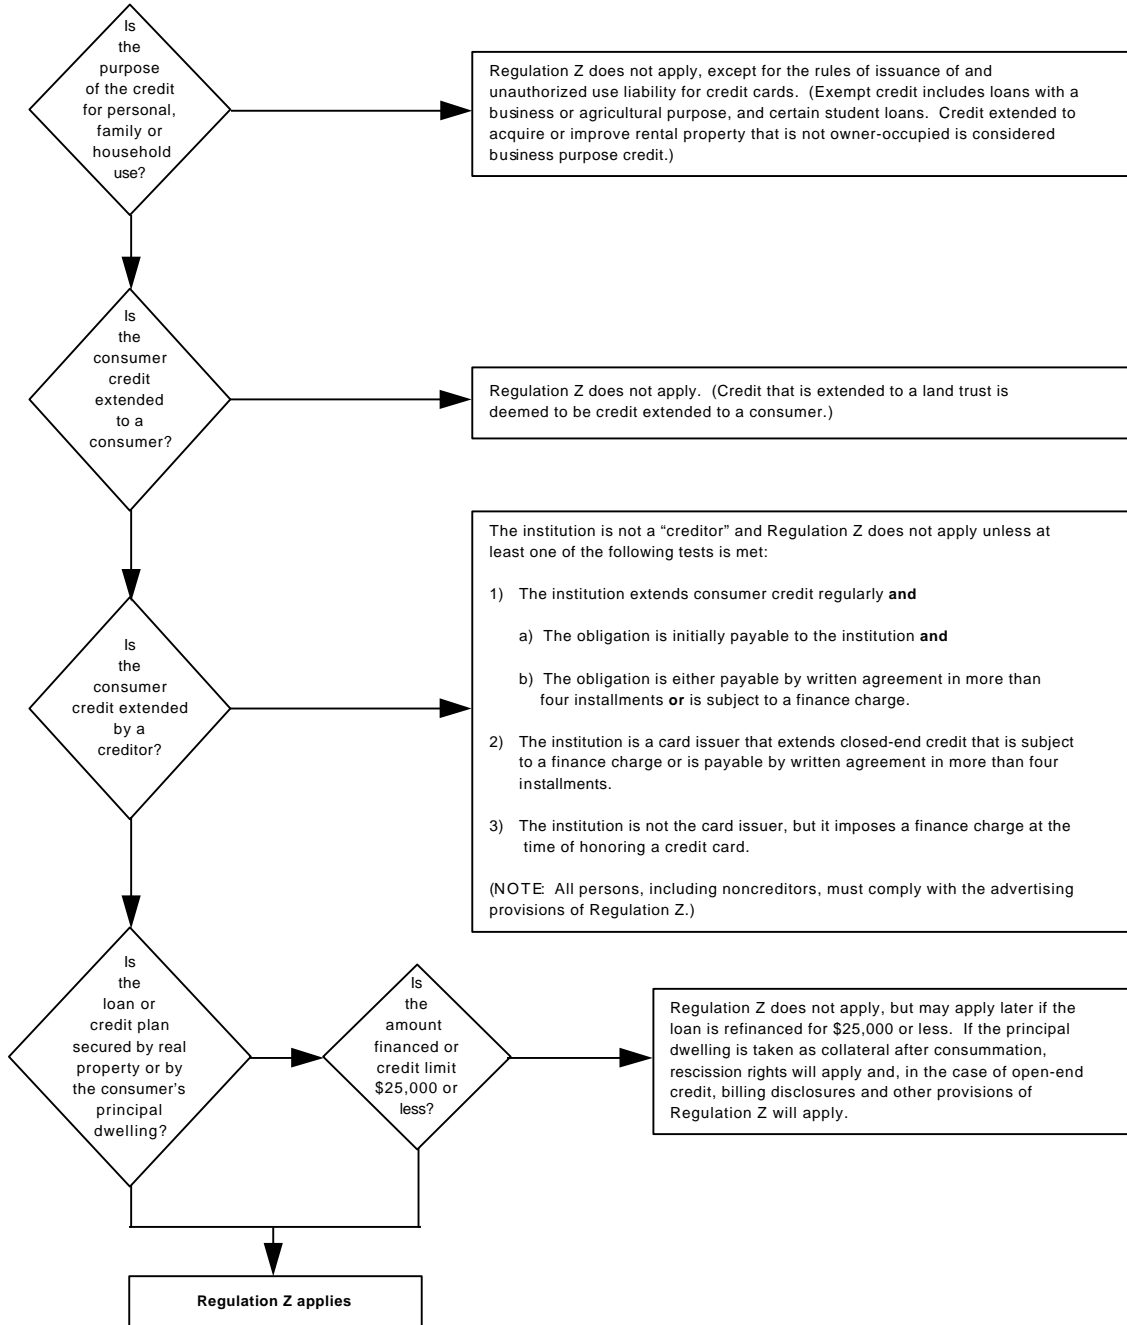 Is
the
purpose
of the credit
for personal,
family or
household
use?
Regulation Z does not apply, except for the rules of issuance of and
unauthorized use liability for credit cards. (Exempt credit includes loans with a
business or agricultural purpose, and certain student loans. Credit extended to
acquire or improve rental property that is not owner-occupied is considered
business purpose credit.)
Is
the
consumer
credit
extended
to a
consumer?
Regulation Z does not apply. (Credit that is extended to a land trust is
deemed to be credit extended to a consumer.)
Is
the
consumer
credit extended
by a
creditor?
The institution is not a “creditor” and Regulation Z does not apply unless at
least one of the following tests is met:
1) The institution extends consumer credit regularly and
a) The obligation is initially payable to the institution and
b) The obligation is either payable by written agreement in more than
four installments or is subject to a finance charge.
2) The institution is a card issuer that extends closed-end credit that is subject
to a finance charge or is payable by written agreement in more than four
installments.
3) The institution is not the card issuer, but it imposes a finance charge at the
time of honoring a credit card.
(NOTE: All persons, including noncreditors, must comply with the advertising
provisions of Regulation Z.)
Is
the
loan or
credit plan
secured by real
property or by
the consumer's
principal
dwelling?
Is
the
amount
financed or
credit limit
$25,000 or
less?
Regulation Z does not apply, but may apply later if the
loan is refinanced for $25,000 or less. If the principal
dwelling is taken as collateral after consummation,
rescission rights will apply and, in the case of open-end
credit, billing disclosures and other provisions of
Regulation Z will apply.
Regulation Z applies